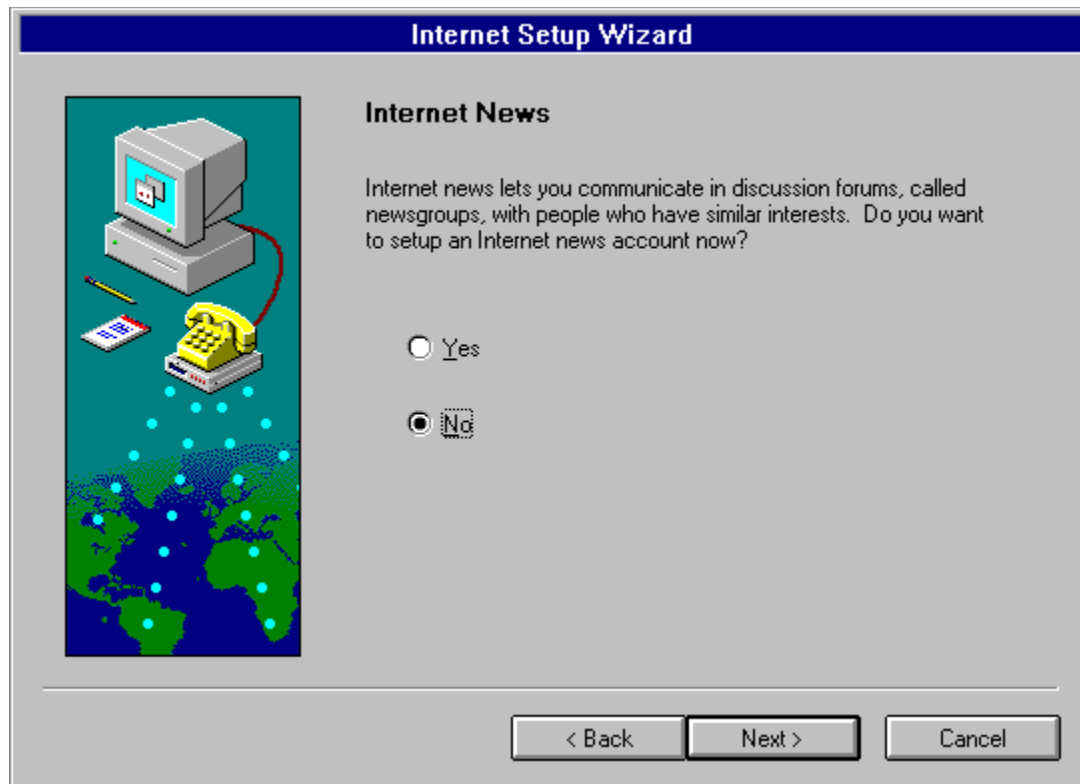 Internet Setup Wizard
Internet News
Internet news lets you communicate in discussion forums, called
newsgroups, with people who have similar interests.  Do you want
to setup an Internet news account now?
Yes
No
< Back
Next >
Cancel